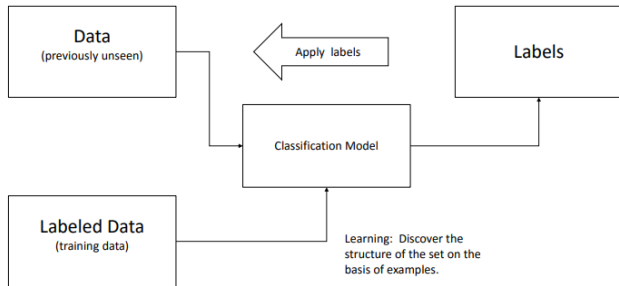 Data
(previously unseen)
Apply labels
Labels
Classification Model
Labeled Data
(training data)
Learning: Discover the
structure of the set on the
basis of examples.